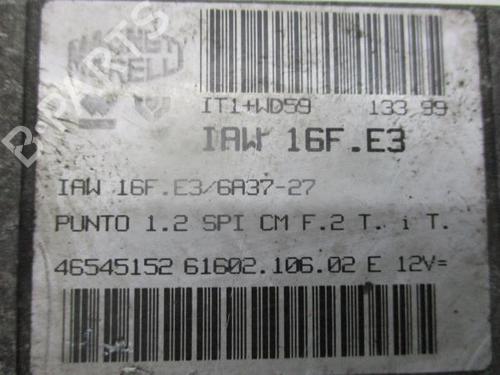 MAGNETI
MARELLI
IT1+WD59 133 99
IAW 16F.E3
IAW 16F.E3/6A37-27
PUNTO 1.2 SPI CM F.2 T. i T.
46545152 61602.106.02 E 12V=
B-PARTS